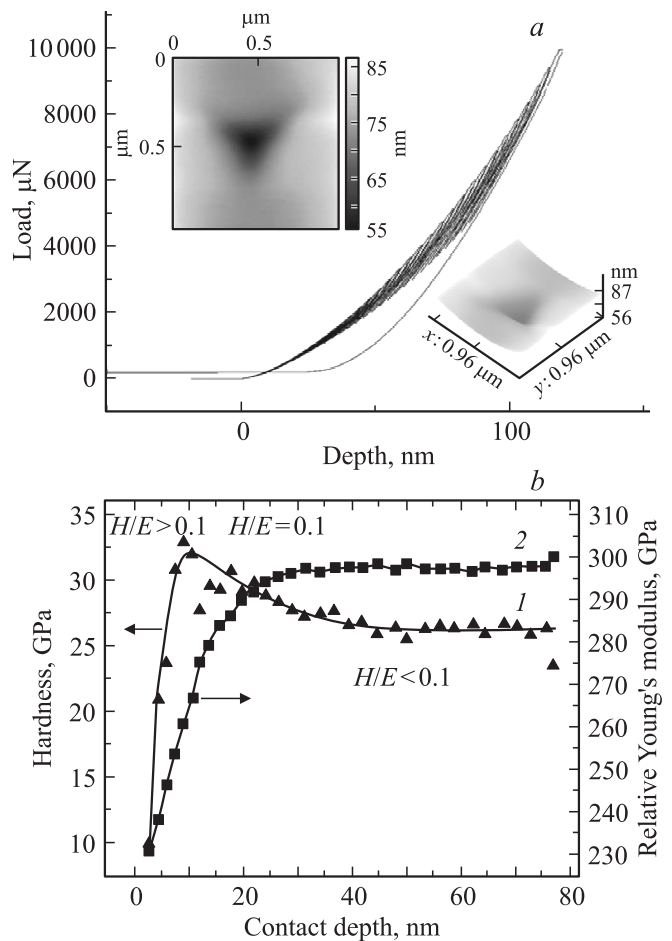 µm
0
0.5
a
10 000
0
85
8000
75
nm
µm
0.5
65
6000
55
Load, µN
4000
nm
87
2000
56
x: 0.96 µm
y: 0.96 µm
0
0
100
Depth, nm
b
35
H/E > 0.1
H/E = 0.1
310
2
300
30
1
290
25
280
H/E < 0.1
270
20
260
250
15
240
10
230
Hardness, GPa
Relative Young's modulus, GPa
0
20
40
60
80
Contact depth, nm